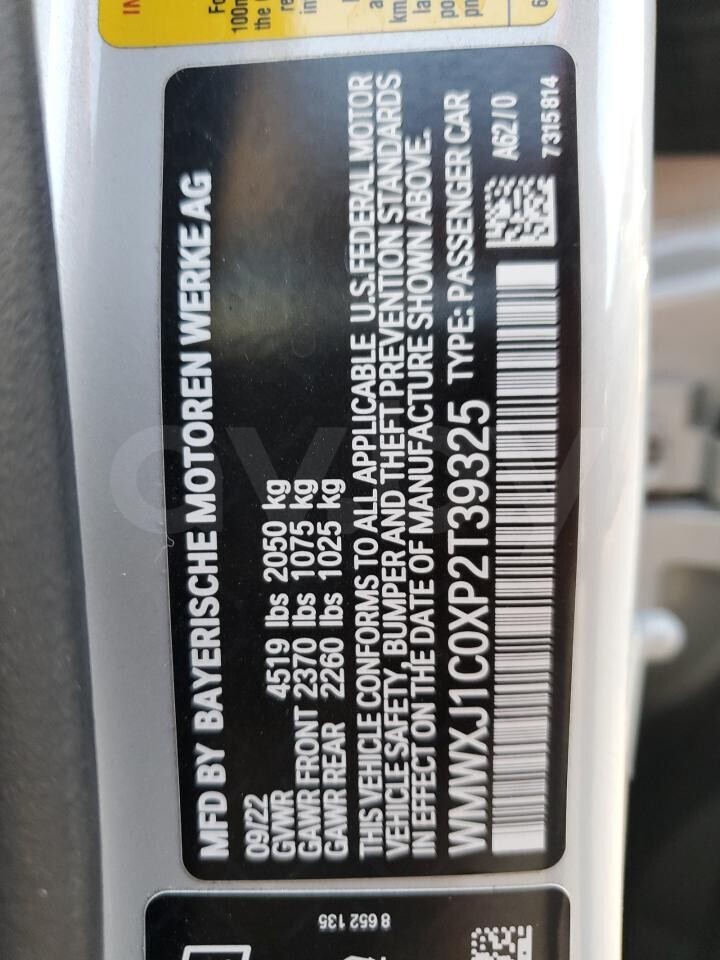 MFD BY BAYERISCHE MOTOREN WERKE AG
09/22
GVWR 4519 lbs 2050 kg
GAWR FRONT 2370 lbs 1075 kg
GAWR REAR 2260 lbs 1025 kg
THIS VEHICLE CONFORMS TO ALL APPLICABLE U.S. FEDERAL MOTOR
VEHICLE SAFETY, BUMPER AND THEFT PREVENTION STANDARDS
IN EFFECT ON THE DATE OF MANUFACTURE SHOWN ABOVE.
WMWXJ1C0XP2T39325 TYPE: PASSENGER CAR
A62/0
7315814
8 652 135